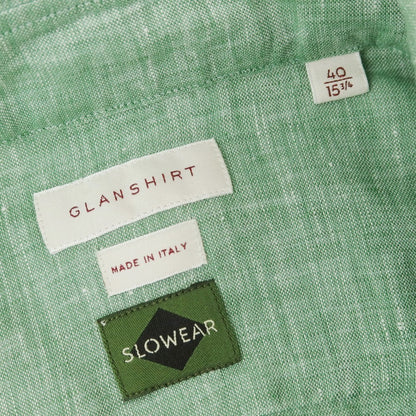 40
15 3/4
GLANSHIRT
MADE IN ITALY
SLOWEAR